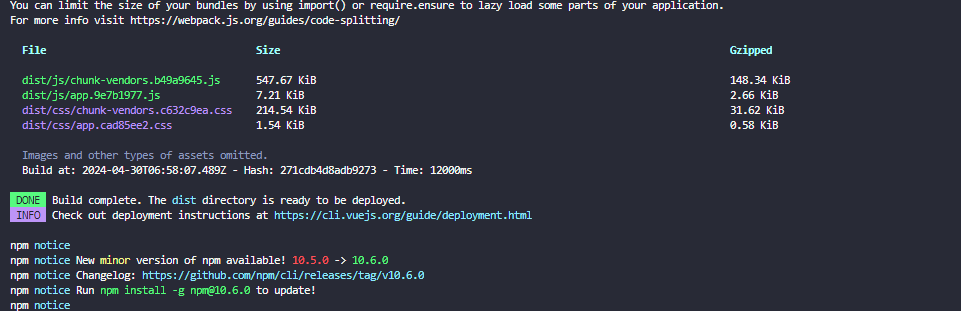 You can limit the size of your bundles by using import() or require.ensure to lazy load some parts of your application.
For more info visit https://webpack.js.org/guides/code-splitting/
File Size Gzipped
dist/js/chunk-vendors.b49a9645.js 547.67 KiB 148.34 KiB
dist/js/app.9e7b1977.js 7.21 KiB 2.66 KiB
dist/css/chunk-vendors.c632c9ea.css 214.54 KiB 31.62 KiB
dist/css/app.cad85ee2.css 1.54 KiB 0.58 KiB
Images and other types of assets omitted.
Build at: 2024-04-30T06:58:07.489Z - Hash: 271cdb4d8adb9273 - Time: 12000ms
DONE Build complete. The dist directory is ready to be deployed.
INFO Check out deployment instructions at https://cli.vuejs.org/guide/deployment.html
npm notice
npm notice New minor version of npm available! 10.5.0 -> 10.6.0
npm notice Changelog: https://github.com/npm/cli/releases/tag/v10.6.0
npm notice Run npm install -g npm@10.6.0 to update!
npm notice